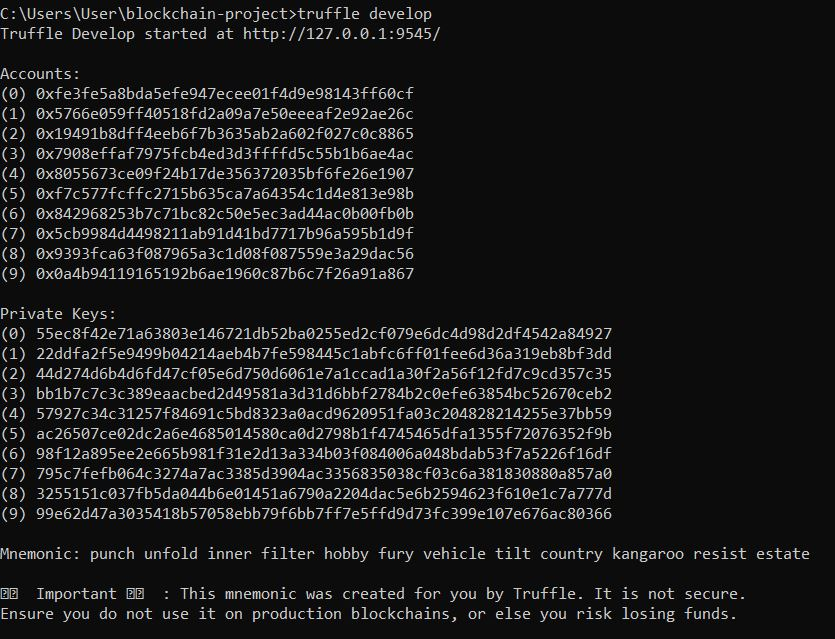 C:\Users\User\blockchain-project>truffle develop
Truffle Develop started at http://127.0.0.1:9545/
Accounts:
(0) 0xfe3fe5a8bda5efe947ecee01f4d9e98143ff60cf
(1) 0x5766e059ff40518fd2a09a7e50eeeaf2e92ae26c
(2) 0x19491b8dff4eeb6f7b3635ab2a602f027c0c8865
(3) 0x7908effaf7975fcb4ed3d3ffffd5c55b1b6ae4ac
(4) 0x8055673ce09f24b17de356372035bf6fe26e1907
(5) 0xf7c577fcffc2715b635ca7a64354c1d4e813e98b
(6) 0x842968253b7c71bc82c50e5ec3ad44ac0b00fb0b
(7) 0x5cb9984d4498211ab91d41bd7717b96a595b1d9f
(8) 0x9393fca63f087965a3c1d08f087559e3a29dac56
(9) 0x0a4b94119165192b6ae1960c87b6c7f26a91a867
Private Keys:
(0) 55ec8f42e71a63803e146721db52ba0255ed2cf079e6dc4d98d2df4542a84927
(1) 22ddfa2f5e9499b04214aeb4b7fe598445c1abfc6ff01fee6d36a319eb8bf3dd
(2) 44d274d6b4d6fd47cf05e6d750d6061e7a1ccad1a30f2a56f12fd7c9cd357c35
(3) bb1b7c7c3c389eaacbed2d49581a3d31d6bbf2784b2c0efe63854bc52670ceb2
(4) 57927c34c31257f84691c5bd8323a0acd9620951fa03c204828214255e37bb59
(5) ac26507ce02dc2a6e4685014580ca0d2798b1f4745465dfa1355f72076352f9b
(6) 98f12a895ee2e665b981f31e2d13a334b03f084006a048bdab53f7a5226f16df
(7) 795c7fefb064c3274a7ac3385d3904ac3356835038cf03c6a381830880a857a0
(8) 3255151c037fb5da044b6e01451a6790a2204dac5e6b2594623f610e1c7a777d
(9) 99e62d47a3035418b57058ebb79f6bb7ff7e5ffd9d73fc399e107e676ac80366
Mnemonic: punch unfold inner filter hobby fury vehicle tilt country kangaroo resist estate
Important : This mnemonic was created for you by Truffle. It is not secure.
Ensure you do not use it on production blockchains, or else you risk losing funds.